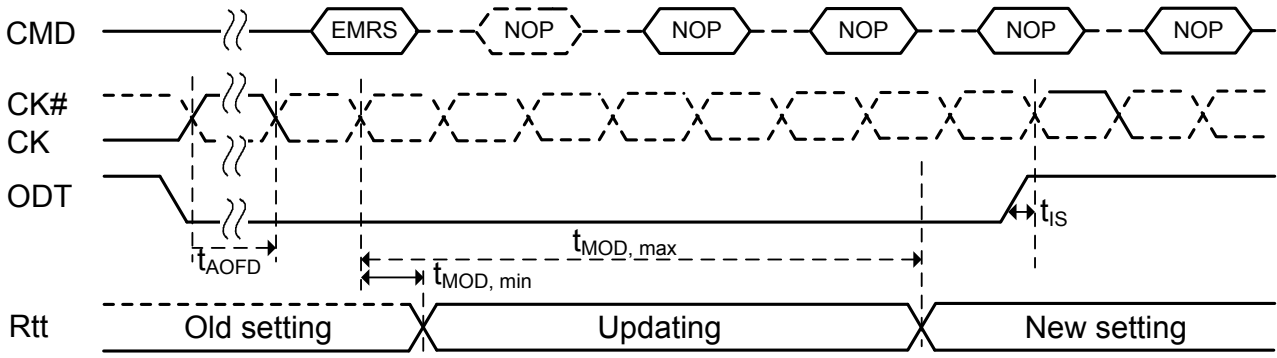 CMD EMRS NOP NOP NOP NOP NOP
CK#
CK
ODT
tIS
tAOFD
tMOD, max
tMOD, min
Rtt Old setting Updating New setting